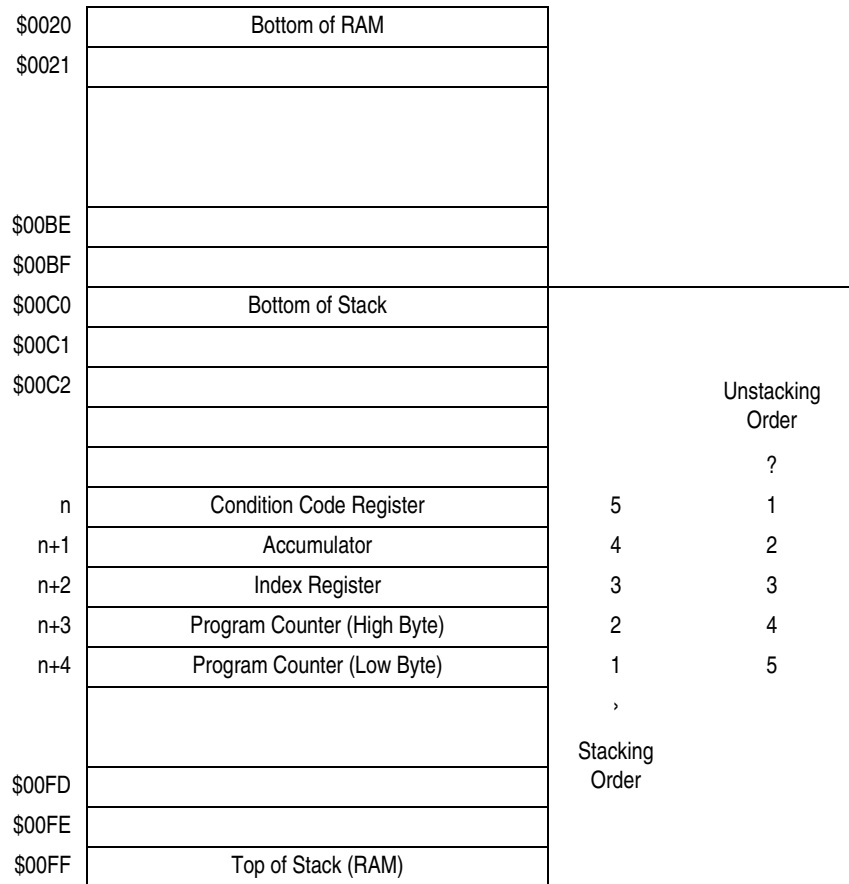 $0020 Bottom of RAM
$0021
$00BE
$00BF
$00C0 Bottom of Stack
$00C1
$00C2
Unstacking
Order
?
n Condition Code Register 5 1
n+1 Accumulator 4 2
n+2 Index Register 3 3
n+3 Program Counter (High Byte) 2 4
n+4 Program Counter (Low Byte) 1 5
›
Stacking
Order
$00FD
$00FE
$00FF Top of Stack (RAM)